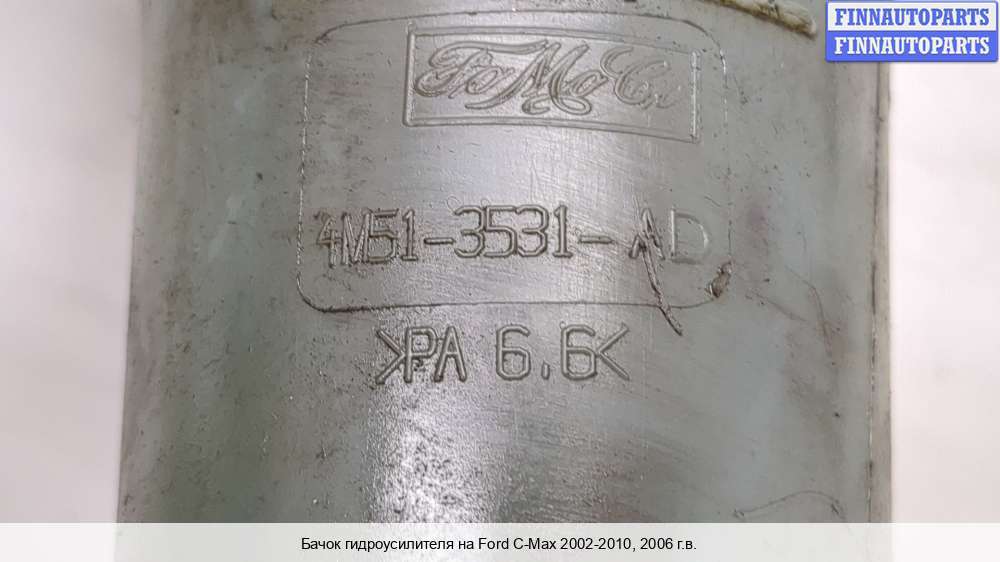 FINNAUTOPARTS
FINNAUTOPARTS
FoMoCo
4M51-3531-AD
>PA 6.6<
Бачок гидроусилителя на Ford C-Max 2002-2010, 2006 г.в.